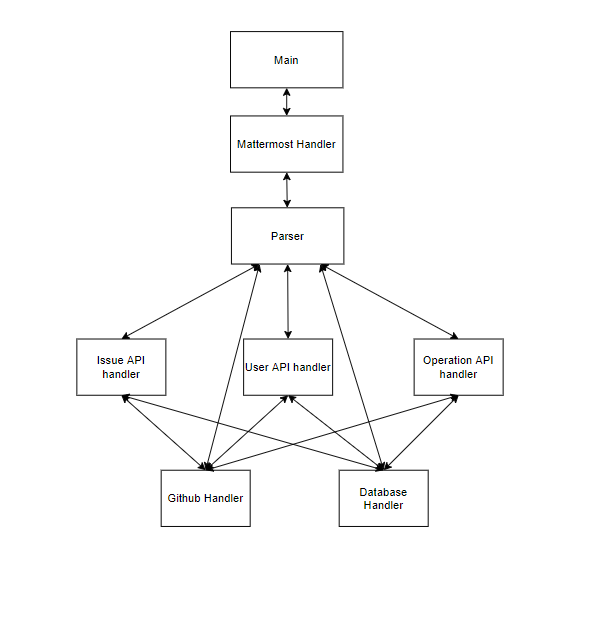 Main
Mattermost Handler
Parser
Issue API
handler
User API handler
Operation API
handler
Github Handler
Database
Handler